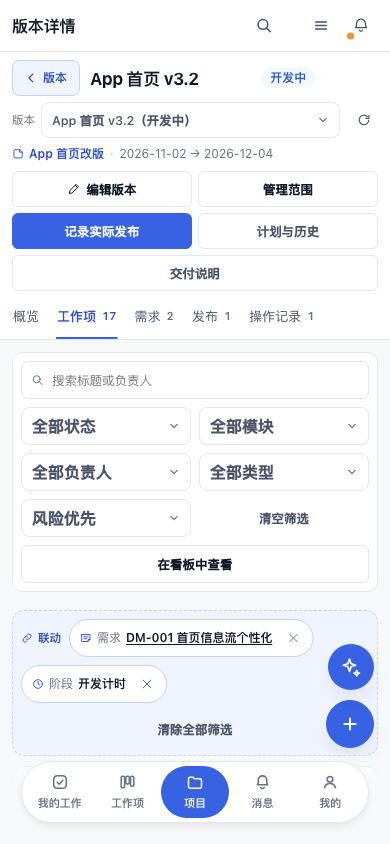 版本详情
版本 App 首页 v3.2 开发中
版本 App 首页 v3.2（开发中）
App 首页改版 · 2026-11-02 → 2026-12-04
编辑版本 管理范围
记录实际发布 计划与历史
交付说明
概览 工作项 17 需求 2 发布 1 操作记录 1
搜索标题或负责人
全部状态 全部模块
全部负责人 全部类型
风险优先 清空筛选
在看板中查看
联动 需求 DM-001 首页信息流个性化
阶段 开发计时
清除全部筛选
我的工作 工作项 项目 消息 我的